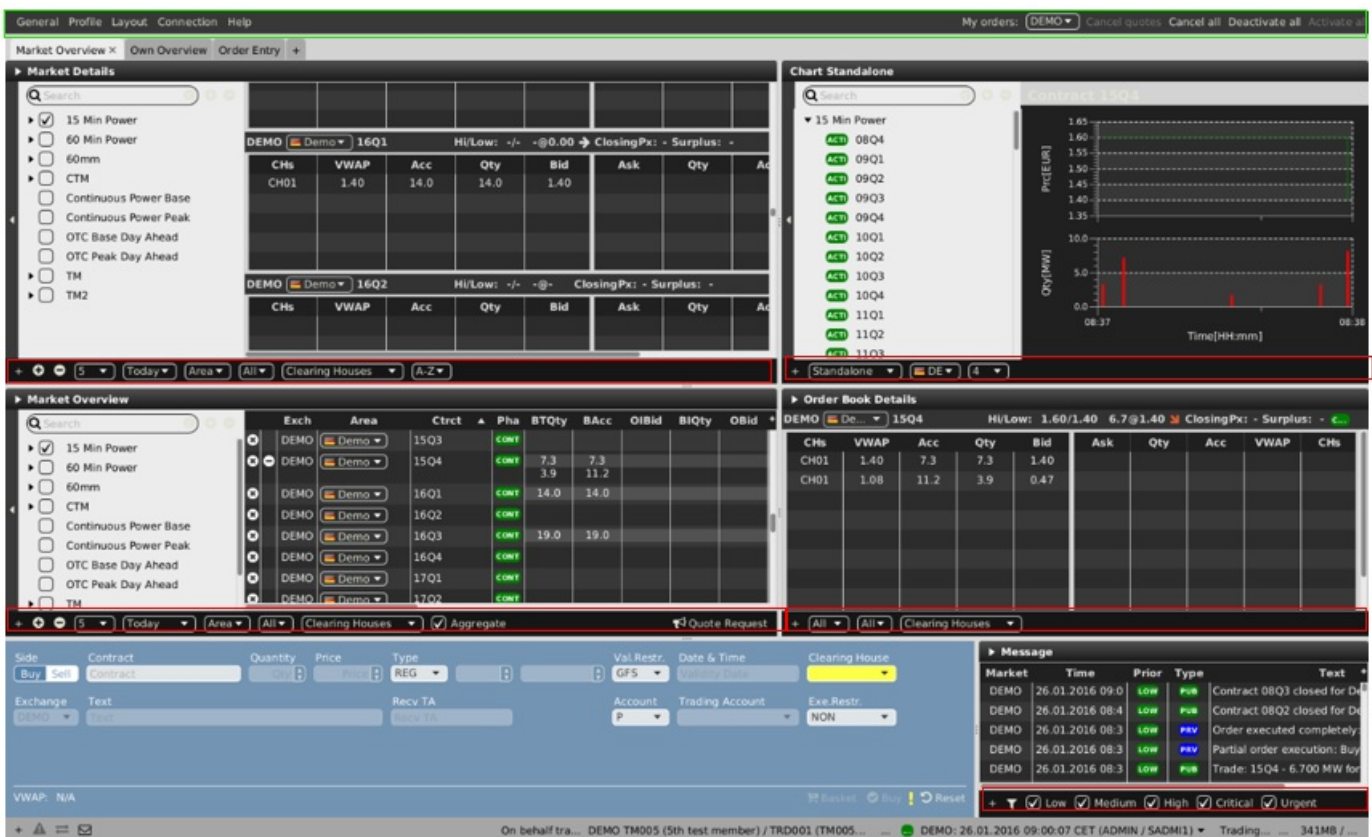 General Profile Layout Connection Help
My orders: DEMO Cancel quotes Cancel all Deactivate all Activate al
Market Overview × Own Overview Order Entry +
Market Details
Search
15 Min Power
60 Min Power
60mm
CTM
Continuous Power Base
Continuous Power Peak
OTC Base Day Ahead
OTC Peak Day Ahead
TM
TM2
DEMO Demo 16Q1 Hi/Low: -/- -@0.00 ClosingPx: - Surplus: -
CHs VWAP Acc Qty Bid Ask Qty Ac
CH01 1.40 14.0 14.0 1.40
DEMO Demo 16Q2 Hi/Low: -/- -@- ClosingPx: - Surplus: -
CHs VWAP Acc Qty Bid Ask Qty Ac
+ 5 Today Area All Clearing Houses A-Z
Chart Standalone
Search
15 Min Power
ACTI 08Q4
ACTI 09Q1
ACTI 09Q2
ACTI 09Q3
ACTI 09Q4
ACTI 10Q1
ACTI 10Q2
ACTI 10Q3
ACTI 10Q4
ACTI 11Q1
ACTI 11Q2
ACTI 11Q3
Contract 15Q4
Prc[EUR]
1.65
1.60
1.55
1.50
1.45
1.40
1.35
Qty[MW]
10.0
5.0
0.0
08:37 08:38
Time[HH:mm]
+ Standalone DE 4
Market Overview
Search
15 Min Power
60 Min Power
60mm
CTM
Continuous Power Base
Continuous Power Peak
OTC Base Day Ahead
OTC Peak Day Ahead
TM
Exch Area Ctrct Pha BTQty BAcc OIBid BIQty OBid
DEMO Demo 15Q3 CONT
DEMO Demo 15Q4 CONT 7.3 7.3
3.9 11.2
DEMO Demo 16Q1 CONT 14.0 14.0
DEMO Demo 16Q2 CONT
DEMO Demo 16Q3 CONT 19.0 19.0
DEMO Demo 16Q4 CONT
DEMO Demo 17Q1 CONT
DEMO Demo 17Q2 CONT
+ 5 Today Area All Clearing Houses Aggregate Quote Request
Order Book Details
DEMO De... 15Q4 Hi/Low: 1.60/1.40 6.7@1.40 ClosingPx: - Surplus: - c...
CHs VWAP Acc Qty Bid Ask Qty Acc VWAP CHs
CH01 1.40 7.3 7.3 1.40
CH01 1.08 11.2 3.9 0.47
+ All All Clearing Houses
Side Contract Quantity Price Type Val.Restr. Date & Time Clearing House
Buy Sell Contract Qty Price REG GFS Validity Date
Exchange Text Recv TA Account Trading Account Exe.Restr.
DEMO Text Recv TA P NON
VWAP: N/A
Basket Buy ! Reset
Message
Market Time Prior Type Text
DEMO 26.01.2016 09:0 LOW PUB Contract 08Q3 closed for De
DEMO 26.01.2016 08:4 LOW PUB Contract 08Q2 closed for De
DEMO 26.01.2016 08:3 LOW PRV Order executed completely:
DEMO 26.01.2016 08:3 LOW PRV Partial order execution: Buy
DEMO 26.01.2016 08:3 LOW PUB Trade: 15Q4 - 6.700 MW for
+ Low Medium High Critical Urgent
+ On behalf tra... DEMO TM005 (5th test member) / TRD001 (TM005... ... DEMO: 26.01.2016 09:00:07 CET (ADMIN / SADMI1) Trading... ... 341MB / ...